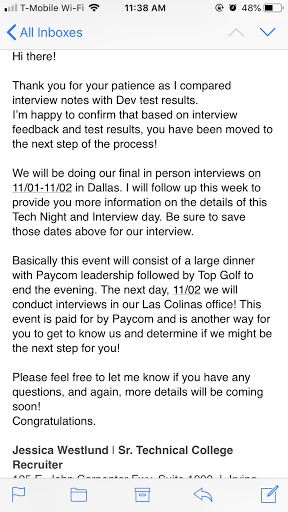 T-Mobile Wi-Fi 11:38 AM 48%
All Inboxes
Hi there!
Thank you for your patience as I compared
interview notes with Dev test results.
I'm happy to confirm that based on interview
feedback and test results, you have been moved to
the next step of the process!
We will be doing our final in person interviews on
11/01-11/02 in Dallas. I will follow up this week to
provide you more information on the details of this
Tech Night and Interview day. Be sure to save
those dates above for our interview.
Basically this event will consist of a large dinner
with Paycom leadership followed by Top Golf to
end the evening. The next day, 11/02 we will
conduct interviews in our Las Colinas office! This
event is paid for by Paycom and is another way for
you to get to know us and determine if we might be
the next step for you!
Please feel free to let me know if you have any
questions, and again, more details will be coming
soon!
Congratulations.
Jessica Westlund | Sr. Technical College
Recruiter